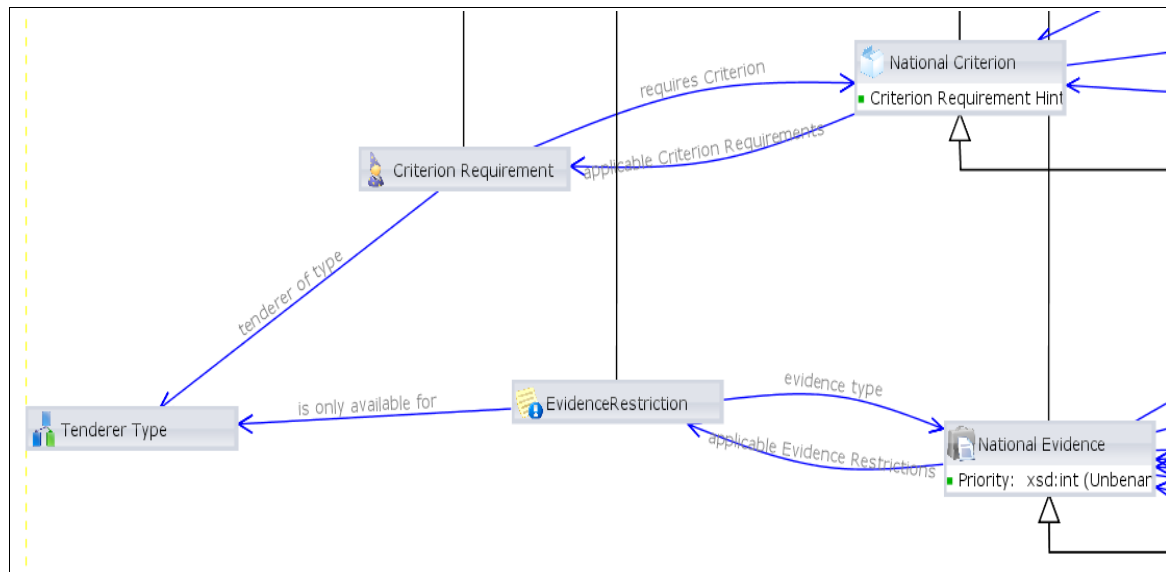 National Criterion
requires Criterion
Criterion Requirement Hint
applicable Criterion Requirements
Criterion Requirement
tenderer of type
evidence type
is only available for
EvidenceRestriction
Tenderer Type
applicable Evidence Restrictions
National Evidence
Priority: xsd:int (Unbenan